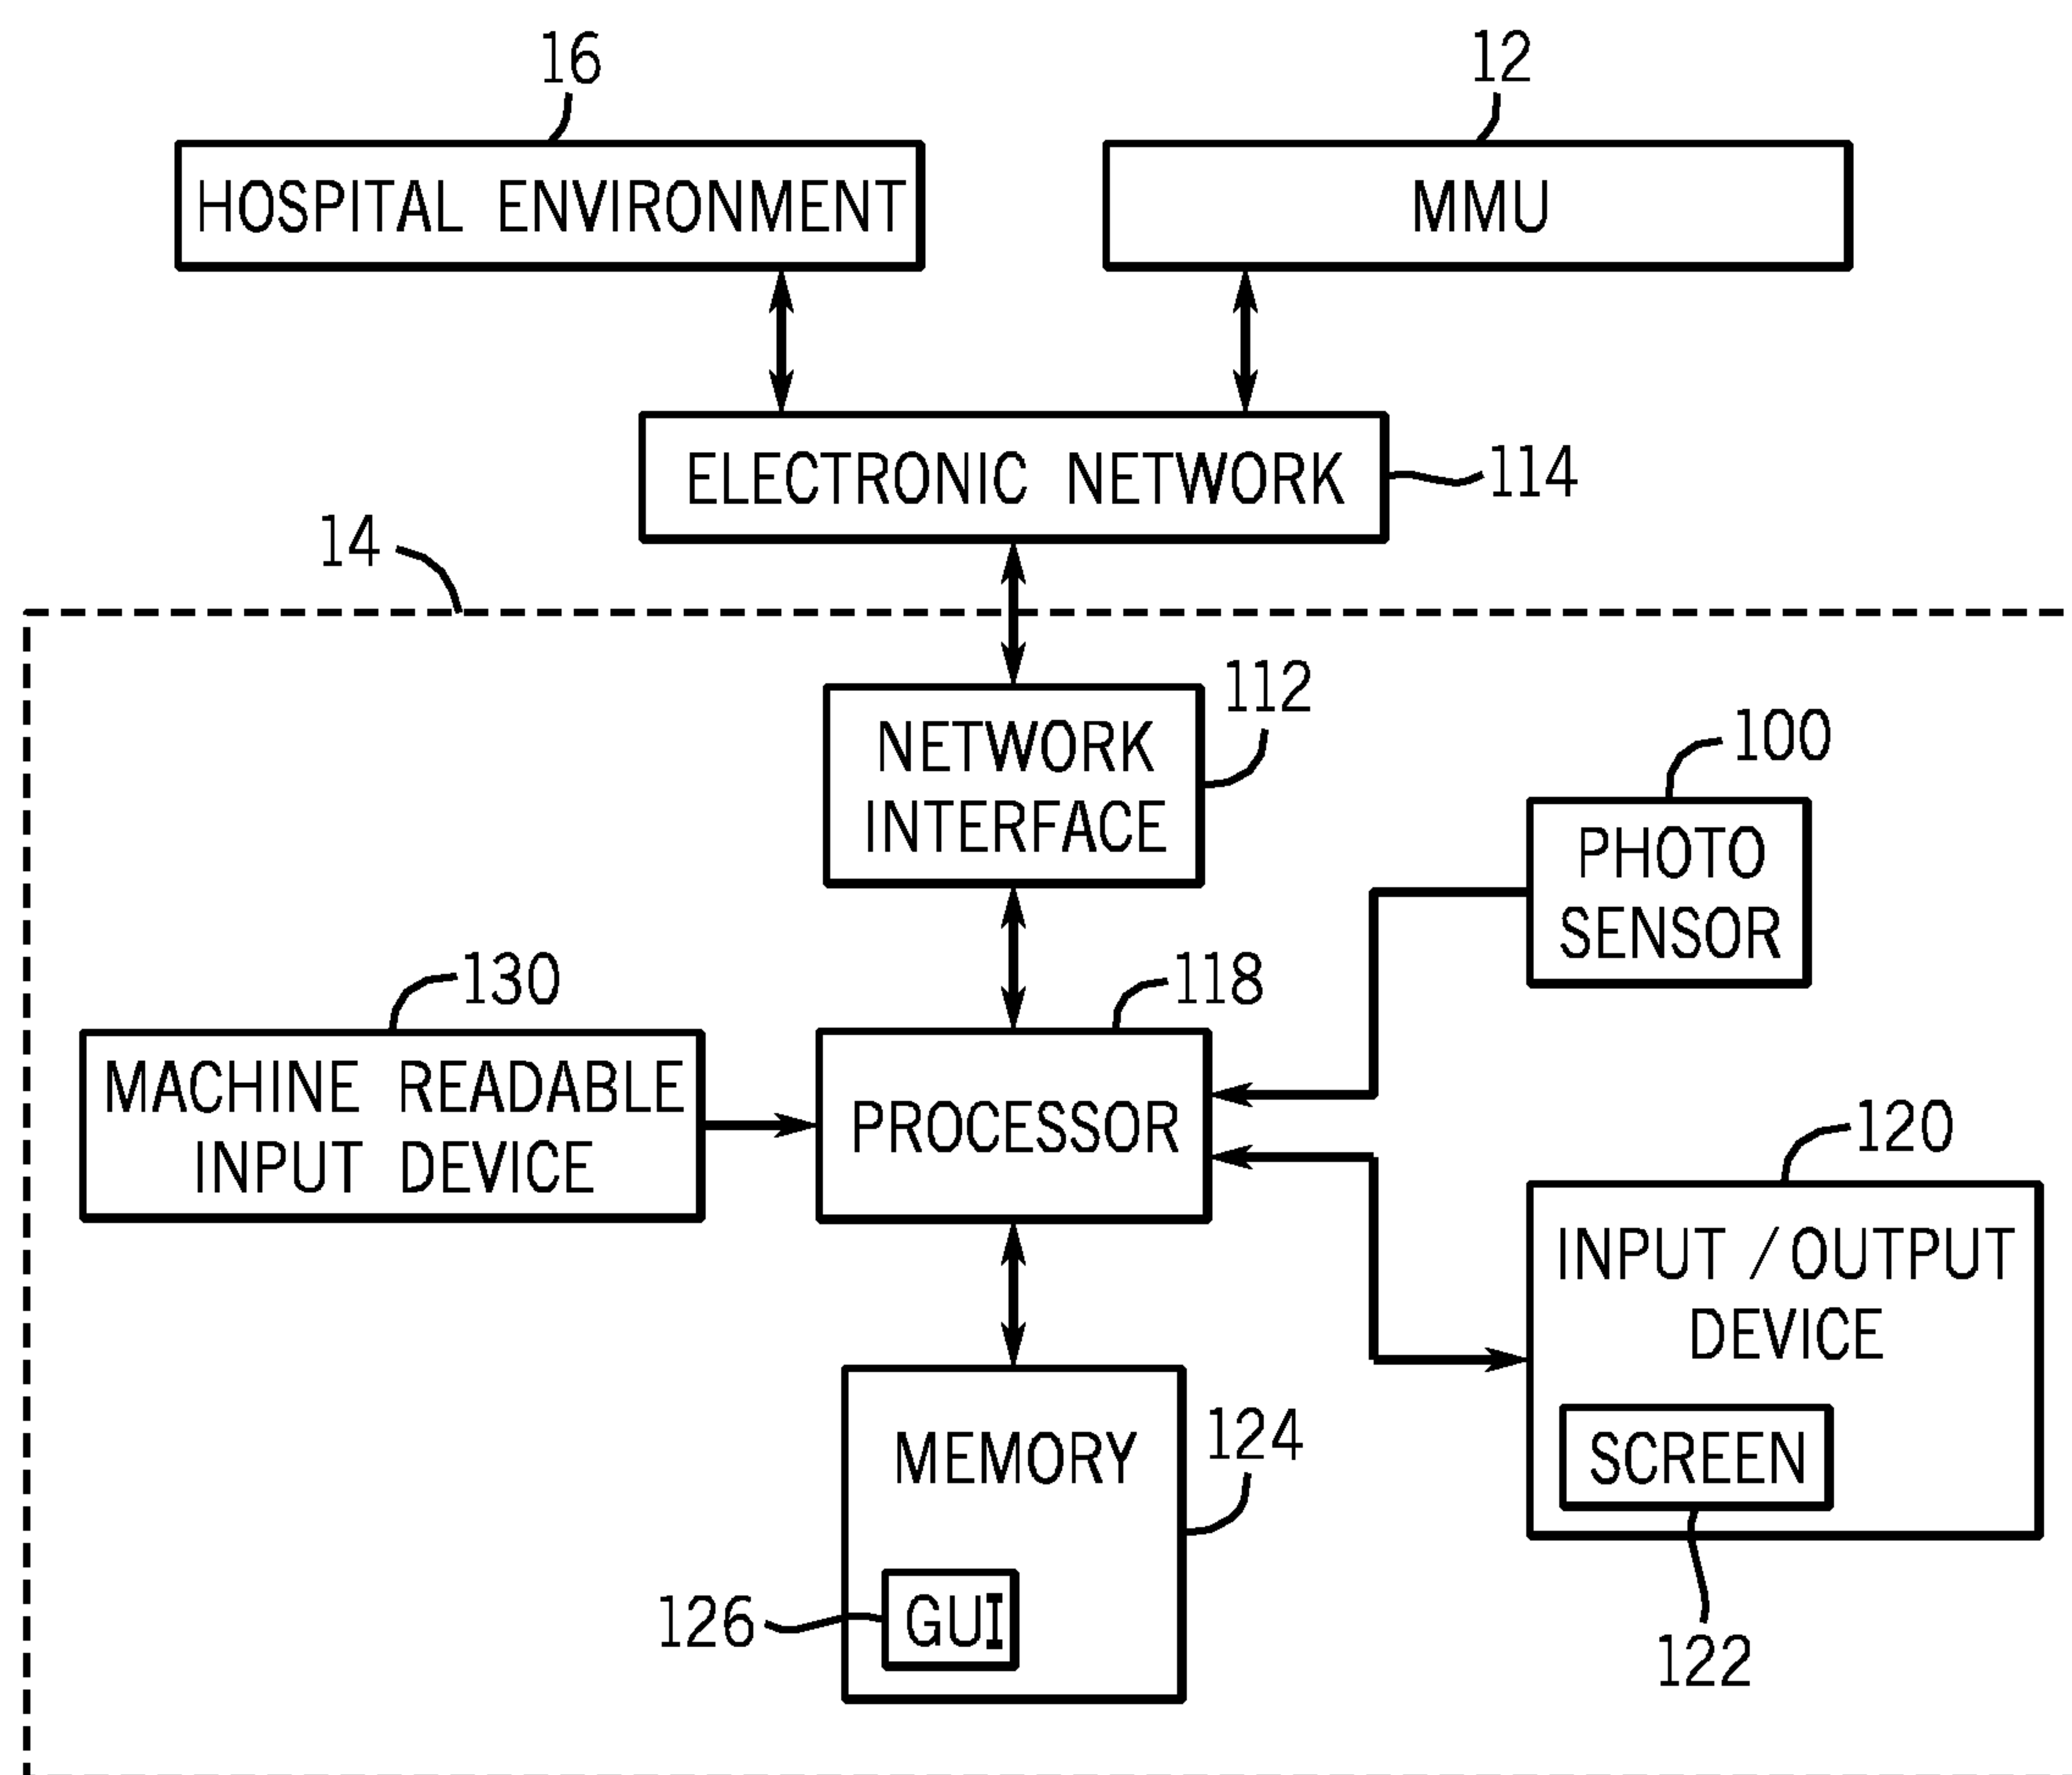 16
12
HOSPITAL ENVIRONMENT
MMU
ELECTRONIC NETWORK
114
14
112
NETWORK
INTERFACE
100
PHOTO
SENSOR
130
118
MACHINE READABLE
INPUT DEVICE
PROCESSOR
120
INPUT / OUTPUT
DEVICE
SCREEN
122
MEMORY
124
126
GUI